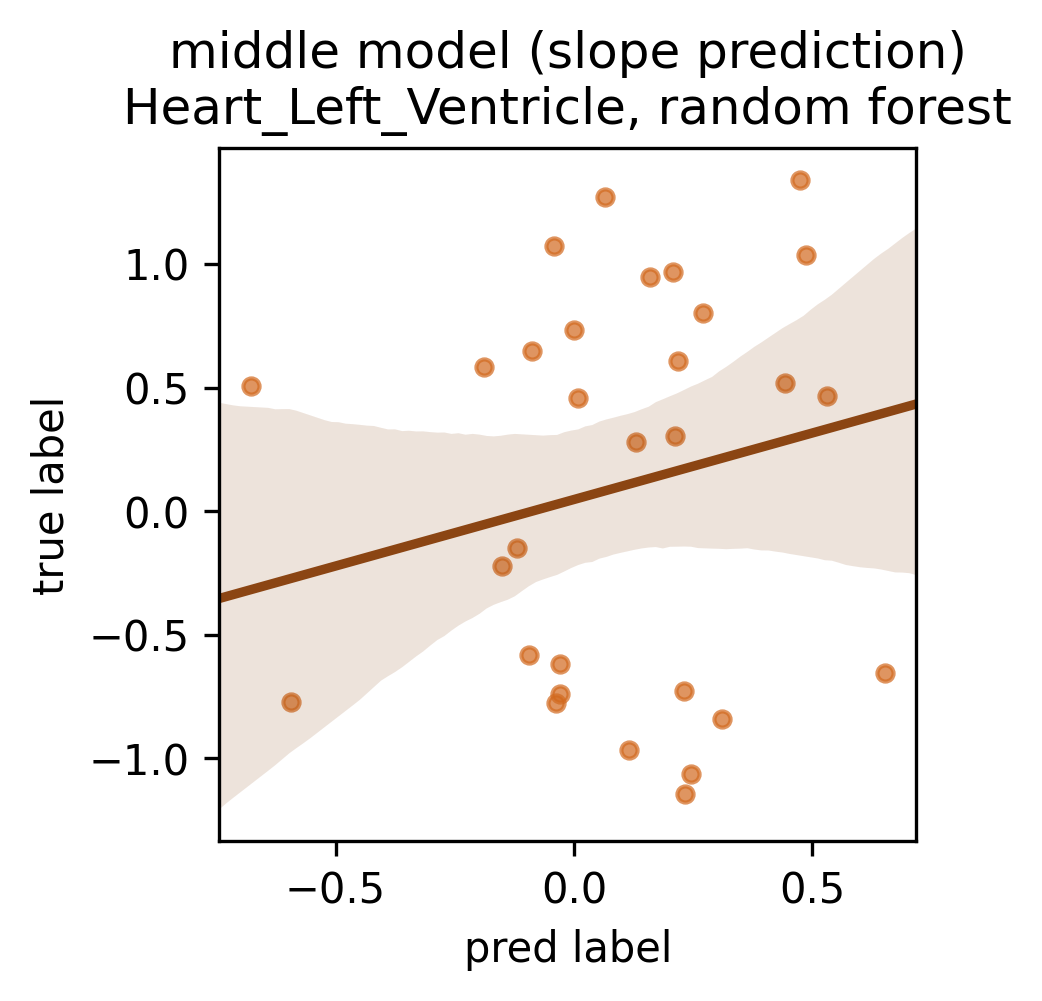 middle model (slope prediction)
Heart_Left_Ventricle, random forest
1.0
0.5
0.0
−0.5
−1.0
true label
−0.5 0.0 0.5
pred label